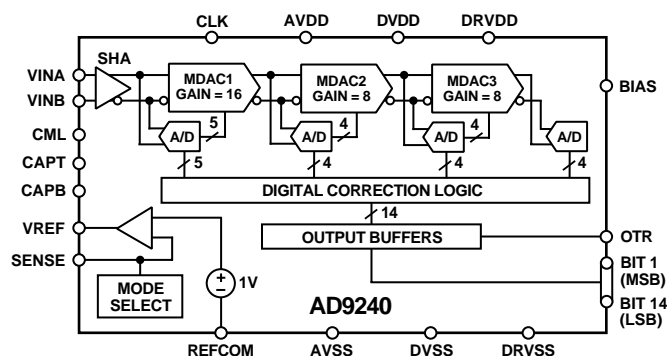 CLK AVDD DVDD DRVDD
SHA
VINA
VINB
MDAC1
GAIN = 16
MDAC2
GAIN = 8
MDAC3
GAIN = 8
BIAS
A/D
5
A/D
4
A/D
4
A/D
CML
CAPT
CAPB
5
4
4
4
DIGITAL CORRECTION LOGIC
14
OUTPUT BUFFERS
VREF
SENSE
MODE
SELECT
+
–
1V
OTR
BIT 1
(MSB)
BIT 14
(LSB)
AD9240
REFCOM AVSS DVSS DRVSS